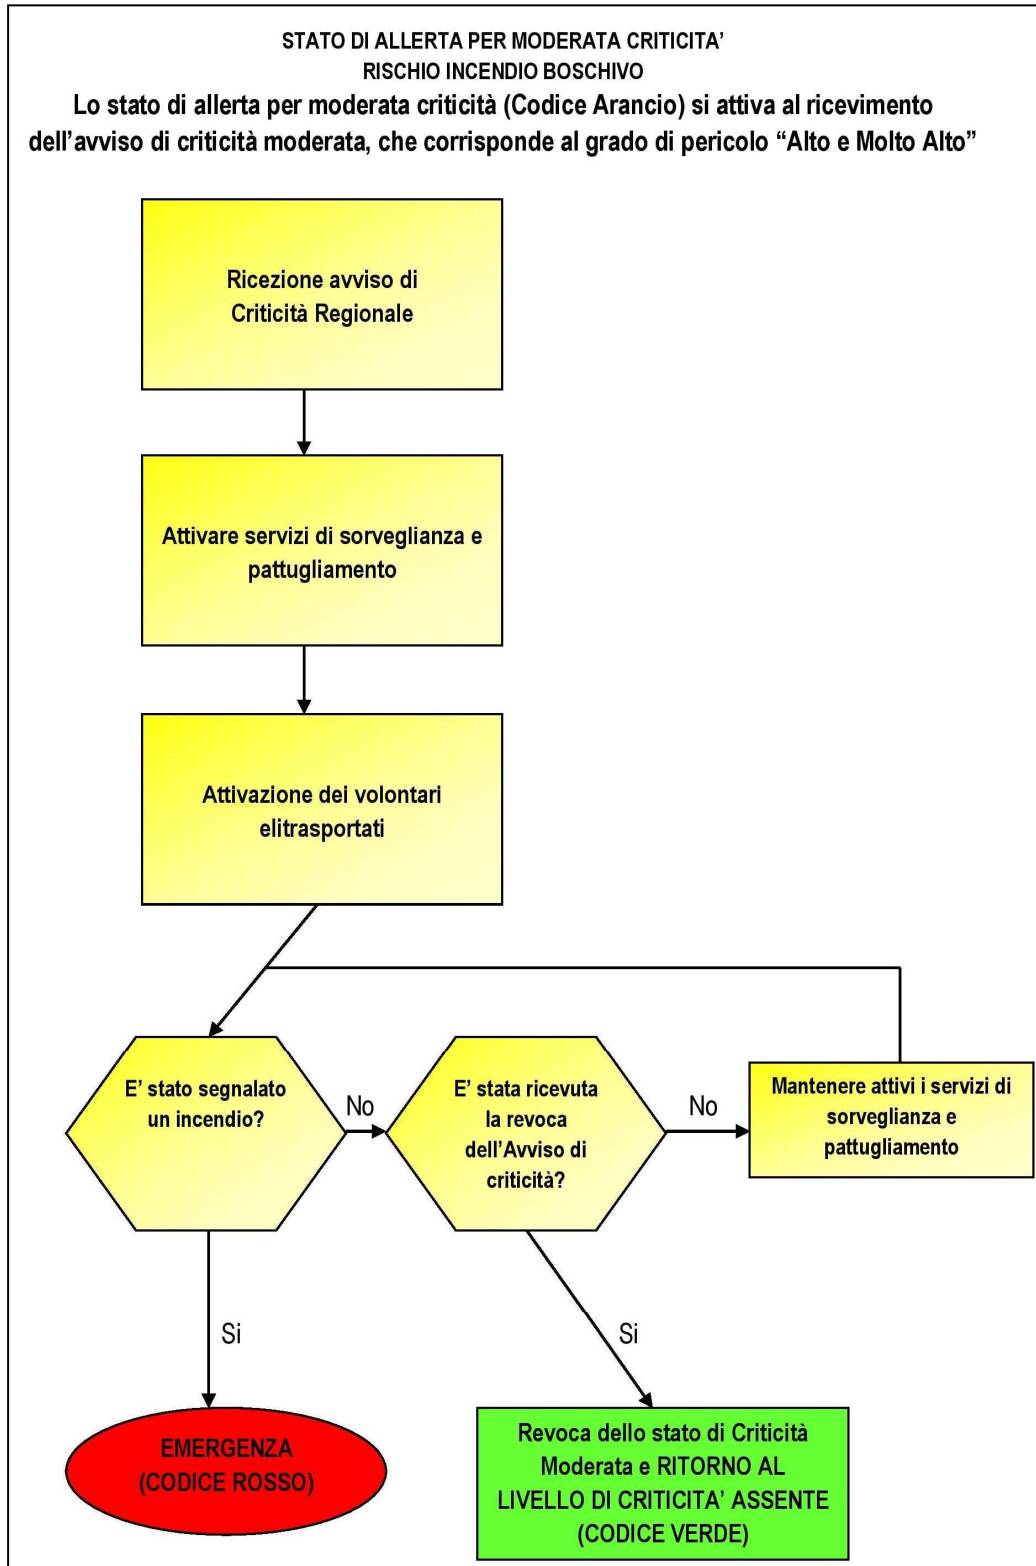 STATO DI ALLERTA PER MODERATA CRITICITA’
RISCHIO INCENDIO BOSCHIVO
Lo stato di allerta per moderata criticità (Codice Arancio) si attiva al ricevimento
dell’avviso di criticità moderata, che corrisponde al grado di pericolo “Alto e Molto Alto”
Ricezione avviso di
Criticità Regionale
Attivare servizi di sorveglianza e
pattugliamento
Attivazione dei volontari
elitrasportati
E’ stato segnalato
un incendio?
No
E’ stata ricevuta
la revoca
dell’Avviso di
criticità?
No
Mantenere attivi i servizi di
sorveglianza e
pattugliamento
Si
Si
EMERGENZA
(CODICE ROSSO)
Revoca dello stato di Criticità
Moderata e RITORNO AL
LIVELLO DI CRITICITA’ ASSENTE
(CODICE VERDE)